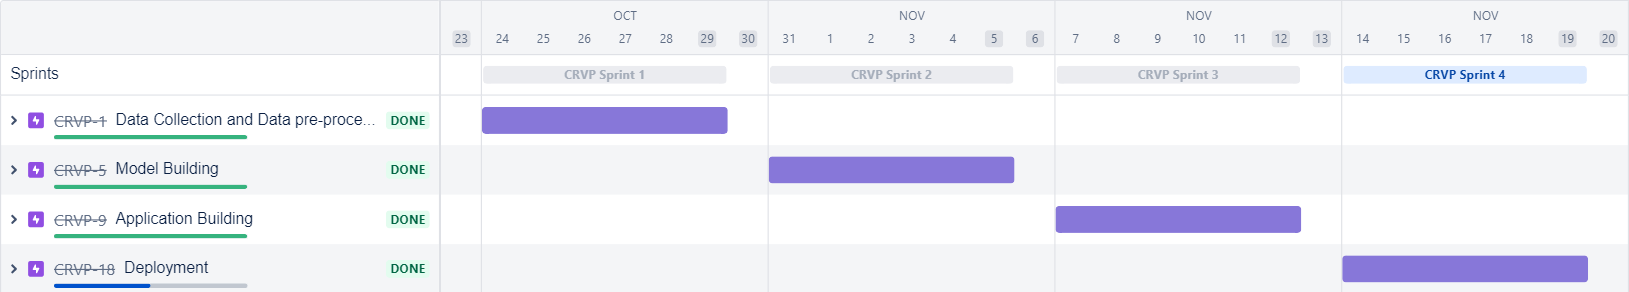 OCT NOV NOV NOV
23 24 25 26 27 28 29 30 31 1 2 3 4 5 6 7 8 9 10 11 12 13 14 15 16 17 18 19 20
Sprints CRVP Sprint 1 CRVP Sprint 2 CRVP Sprint 3 CRVP Sprint 4
CRVP-1 Data Collection and Data pre-proce... DONE
CRVP-5 Model Building DONE
CRVP-9 Application Building DONE
CRVP-18 Deployment DONE